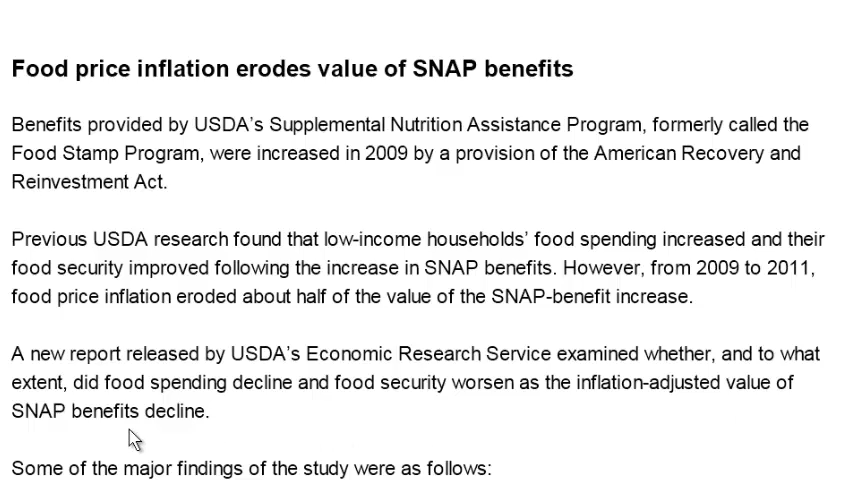 Food price inflation erodes value of SNAP benefits
Benefits provided by USDA’s Supplemental Nutrition Assistance Program, formerly called the
Food Stamp Program, were increased in 2009 by a provision of the American Recovery and
Reinvestment Act.
Previous USDA research found that low-income households’ food spending increased and their
food security improved following the increase in SNAP benefits. However, from 2009 to 2011,
food price inflation eroded about half of the value of the SNAP-benefit increase.
A new report released by USDA’s Economic Research Service examined whether, and to what
extent, did food spending decline and food security worsen as the inflation-adjusted value of
SNAP benefits decline.
Some of the major findings of the study were as follows: